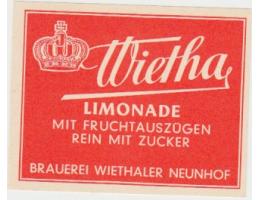 Wietha
LIMONADE
MIT FRUCHTAUSZÜGEN
REIN MIT ZUCKER
BRAUEREI WIETHALER NEUNHOF